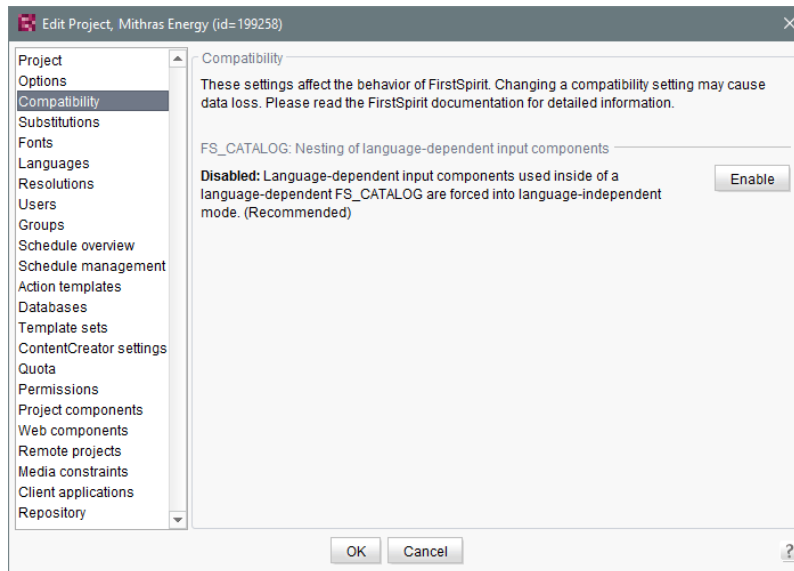 Edit Project, Mithras Energy (id=199258)
Project
Options
Compatibility
Substitutions
Fonts
Languages
Resolutions
Users
Groups
Schedule overview
Schedule management
Action templates
Databases
Template sets
ContentCreator settings
Quota
Permissions
Project components
Web components
Remote projects
Media constraints
Client applications
Repository
Compatibility
These settings affect the behavior of FirstSpirit. Changing a compatibility setting may cause
data loss. Please read the FirstSpirit documentation for detailed information.
FS_CATALOG: Nesting of language-dependent input components
Disabled: Language-dependent input components used inside of a
language-dependent FS_CATALOG are forced into language-independent
mode. (Recommended)
Enable
OK
Cancel
?